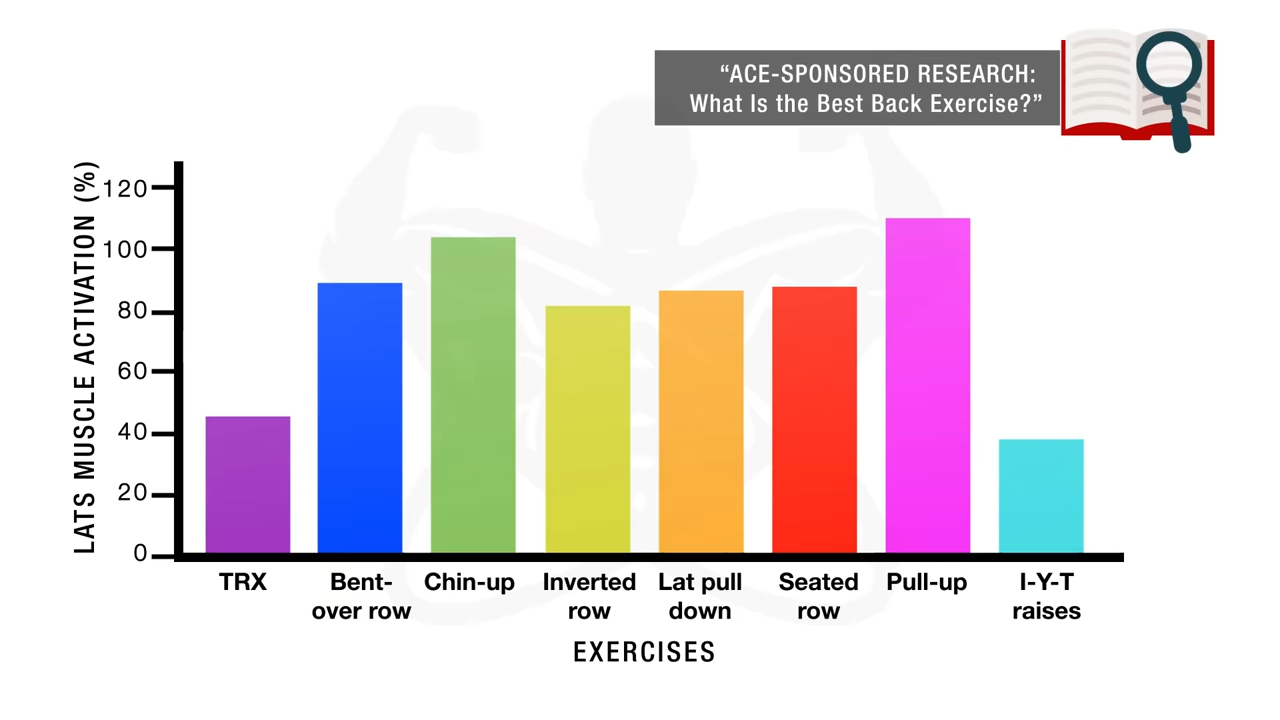 “ACE-SPONSORED RESEARCH:
What Is the Best Back Exercise?”
LATS MUSCLE ACTIVATION (%)
120
100
80
60
40
20
0
TRX
Bent-
over row
Chin-up
Inverted
row
Lat pull
down
Seated
row
Pull-up
I-Y-T
raises
EXERCISES